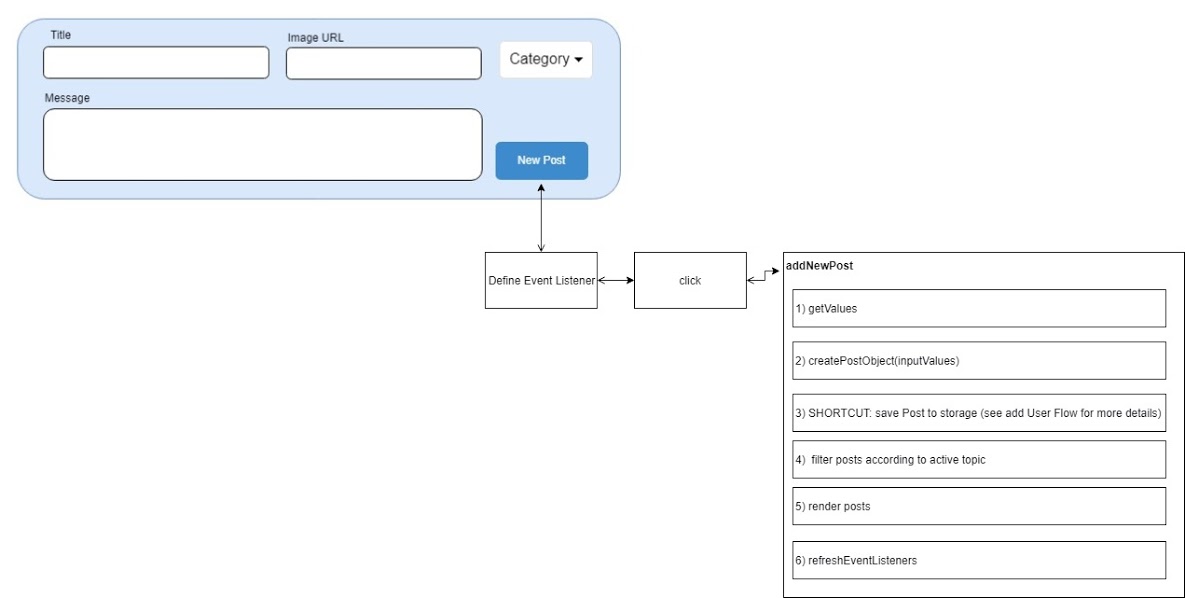 Title
Image URL
Category
Message
New Post
Define Event Listener
click
addNewPost
1) getValues
2) createPostObject(inputValues)
3) SHORTCUT: save Post to storage (see add User Flow for more details)
4)  filter posts according to active topic
5) render posts
6) refreshEventListeners